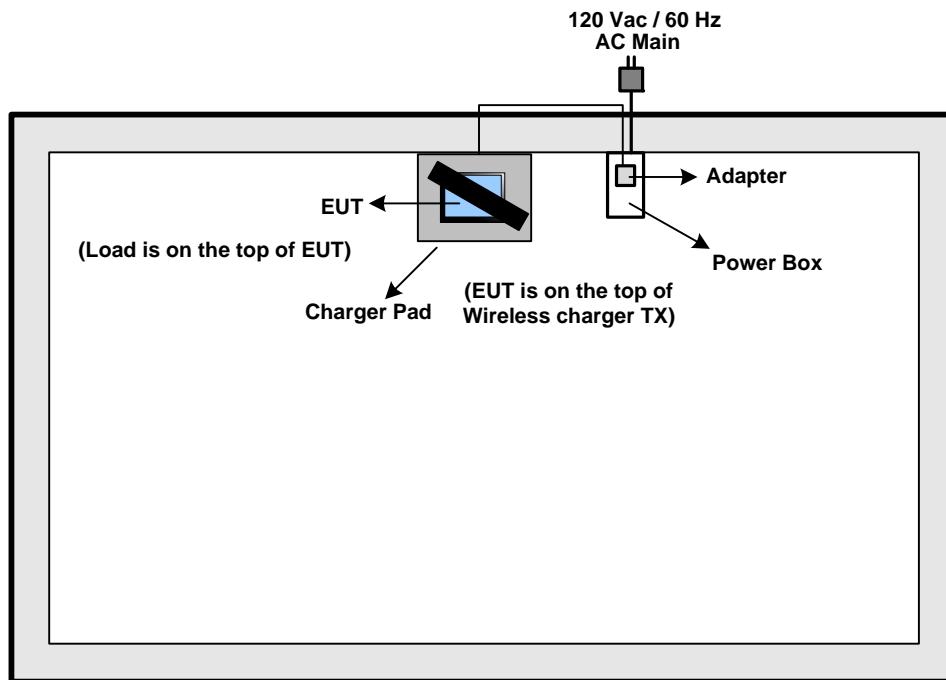 120 Vac / 60 Hz
AC Main
Adapter
EUT
(Load is on the top of EUT)
Power Box
(EUT is on the top of
Wireless charger TX)
Charger Pad